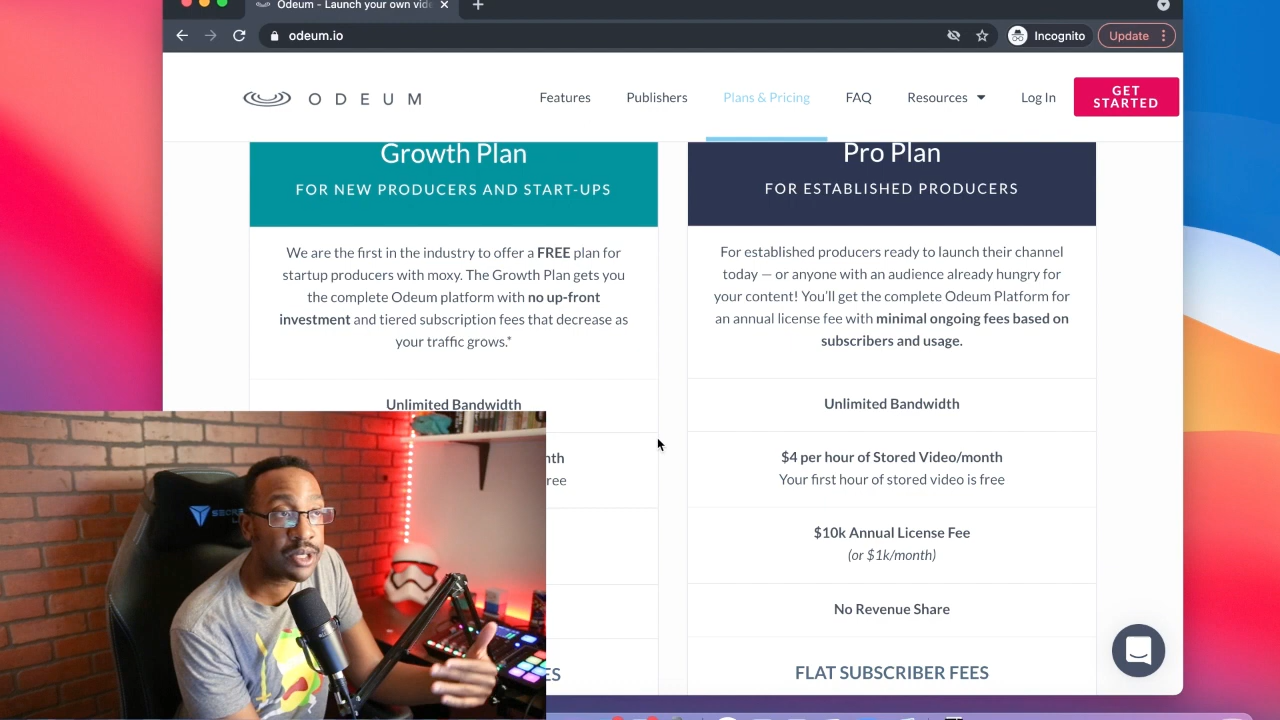 Odeum - Launch your own vid
odeum.io
Incognito
Update
ODEUM
Features
Publishers
Plans & Pricing
FAQ
Resources
Log In
GET
STARTED
Growth Plan
FOR NEW PRODUCERS AND START-UPS
We are the first in the industry to offer a FREE plan for
startup producers with moxy. The Growth Plan gets you
the complete Odeum platform with no up-front
investment and tiered subscription fees that decrease as
your traffic grows.*
Unlimited Bandwidth
nth
ree
ES
Pro Plan
FOR ESTABLISHED PRODUCERS
For established producers ready to launch their channel
today — or anyone with an audience already hungry for
your content! You'll get the complete Odeum Platform for
an annual license fee with minimal ongoing fees based on
subscribers and usage.
Unlimited Bandwidth
$4 per hour of Stored Video/month
Your first hour of stored video is free
$10k Annual License Fee
(or $1k/month)
No Revenue Share
FLAT SUBSCRIBER FEES